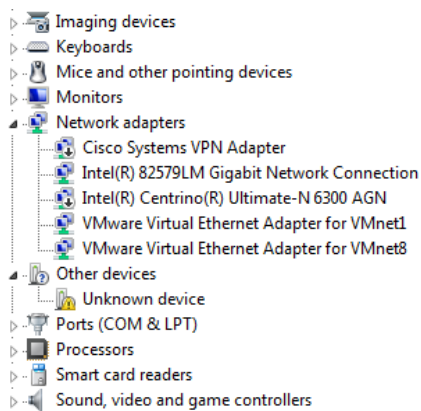 Imaging devices
Keyboards
Mice and other pointing devices
Monitors
Network adapters
Cisco Systems VPN Adapter
Intel(R) 82579LM Gigabit Network Connection
Intel(R) Centrino(R) Ultimate-N 6300 AGN
VMware Virtual Ethernet Adapter for VMnet1
VMware Virtual Ethernet Adapter for VMnet8
Other devices
Unknown device
Ports (COM & LPT)
Processors
Smart card readers
Sound, video and game controllers